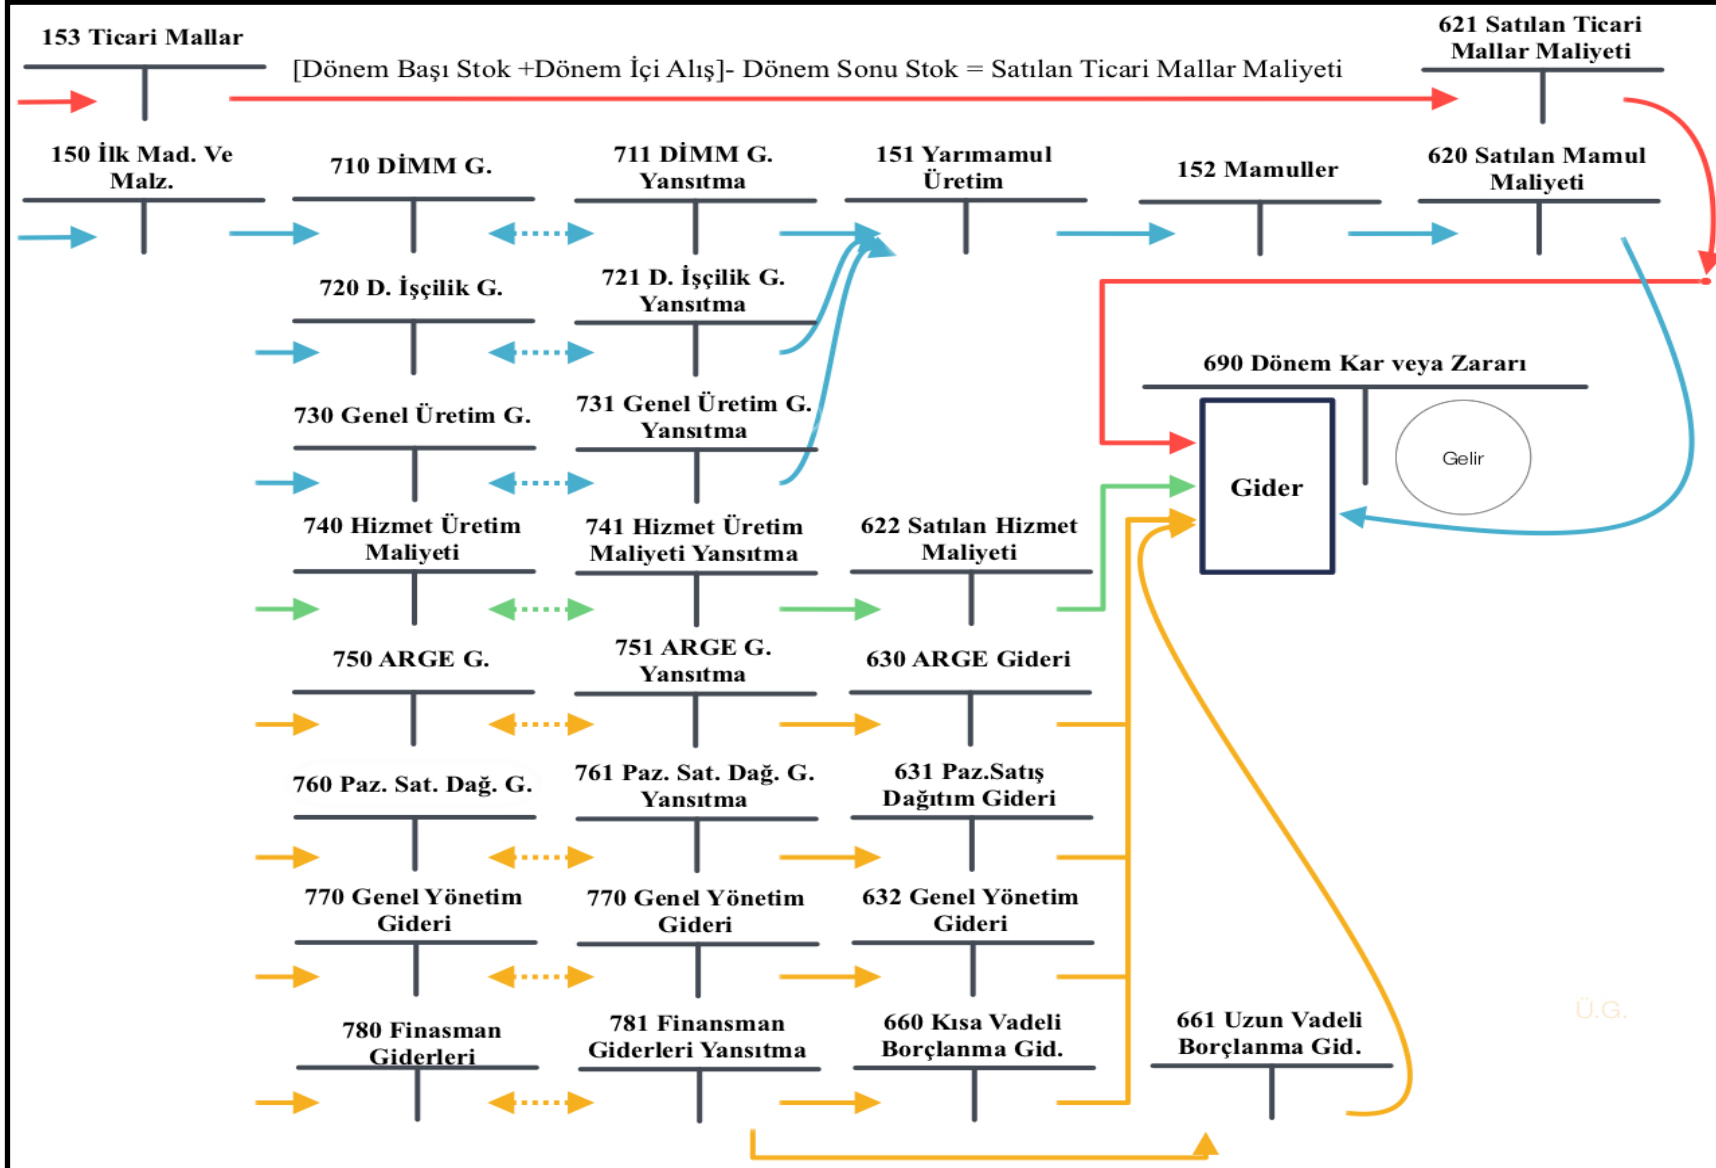 153 Ticari Mallar
[Dönem Başı Stok +Dönem İçi Alış]- Dönem Sonu Stok = Satılan Ticari Mallar Maliyeti
621 Satılan Ticari
Mallar Maliyeti
150 İlk Mad. Ve
Malz.
710 DİMM G.
711 DİMM G.
Yansıtma
151 Yarımamul
Üretim
152 Mamuller
620 Satılan Mamul
Maliyeti
720 D. İşçilik G.
721 D. İşçilik G.
Yansıtma
690 Dönem Kar veya Zararı
730 Genel Üretim G.
731 Genel Üretim G.
Yansıtma
Gider
Gelir
740 Hizmet Üretim
Maliyeti
741 Hizmet Üretim
Maliyeti Yansıtma
622 Satılan Hizmet
Maliyeti
750 ARGE G.
751 ARGE G.
Yansıtma
630 ARGE Gideri
760 Paz. Sat. Dağ. G.
761 Paz. Sat. Dağ. G.
Yansıtma
631 Paz.Satış
Dağıtım Gideri
770 Genel Yönetim
Gideri
770 Genel Yönetim
Gideri
632 Genel Yönetim
Gideri
780 Finasman
Giderleri
781 Finansman
Giderleri Yansıtma
660 Kısa Vadeli
Borçlanma Gid.
661 Uzun Vadeli
Borçlanma Gid.
Ü.G.